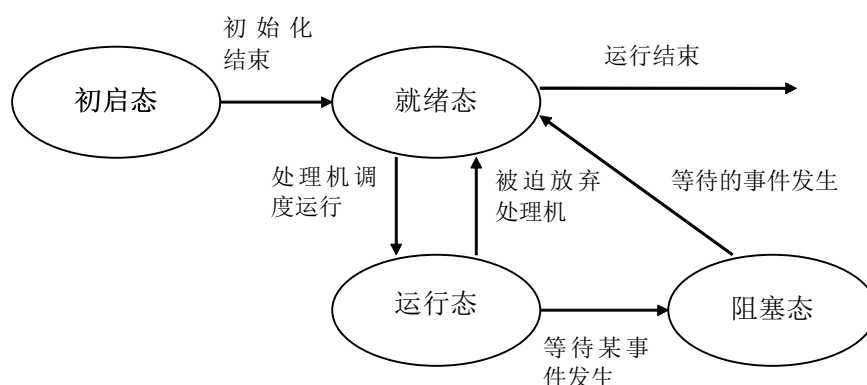 初始化
结束
运行结束
初启态
就绪态
处理机调
度运行
被迫放弃
处理机
等待的事件发生
运行态
阻塞态
等待某事
件发生